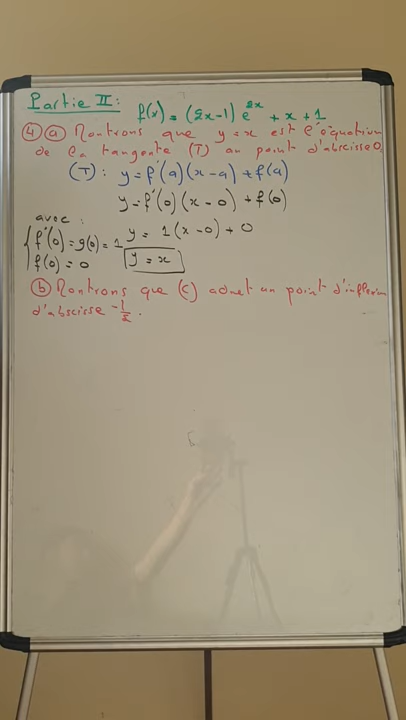 Partie II: f(x) = (2x-1) e^{2x} + x + 1
④ ⓐ Montrons que y = x est l'équation
de la tangente (T) au point d'abscisse 0,
(T): y = f'(a)(x-a) + f(a)
y = f'(0)(x-0) + f(0)
avec :
f'(0) = g(0) = 1 y = 1(x-0) + 0
f(0) = 0 y = x
ⓑ Montrons que (C) admet un point d'inflexion
d'abscisse -1/2.